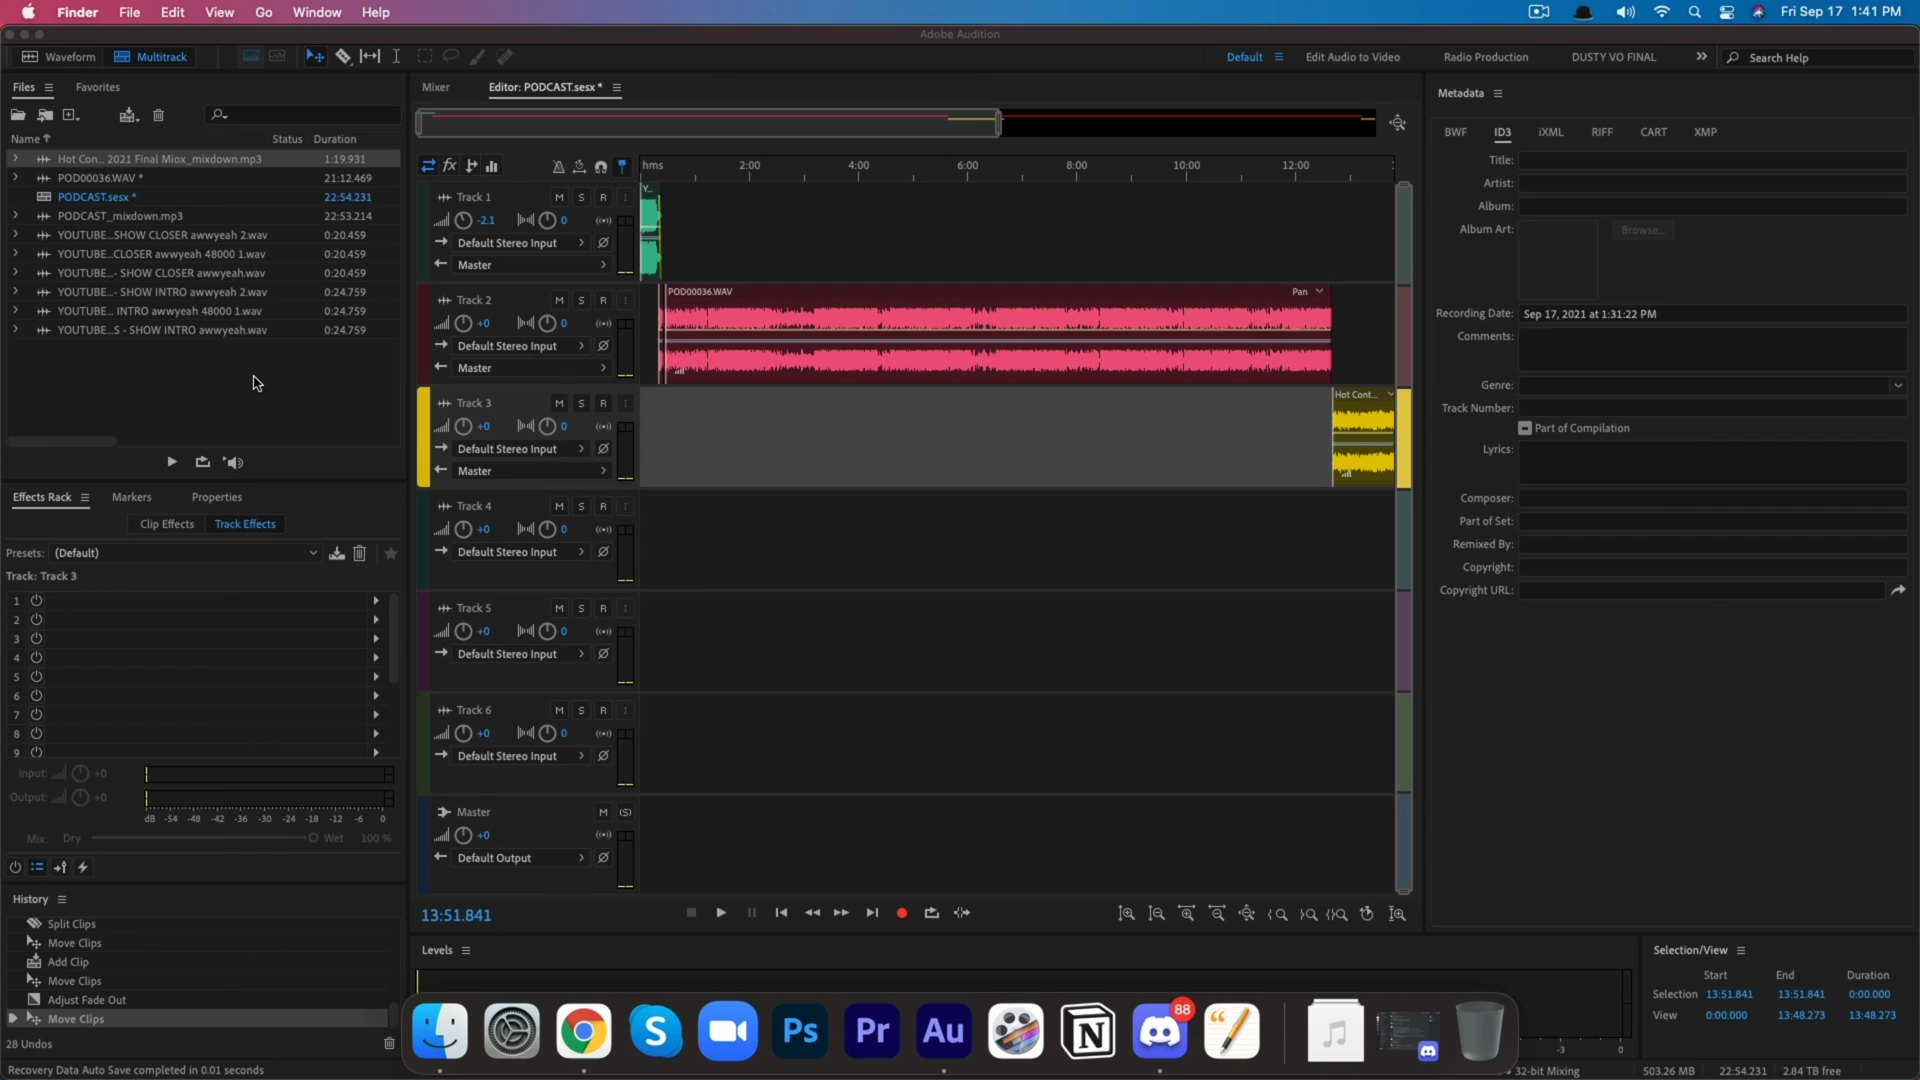 Finder File Edit View Go Window Help Fri Sep 17 1:41 PM
Adobe Audition
Waveform Multitrack Default Edit Audio to Video Radio Production DUSTY VO FINAL Search Help
Files Favorites
Name Status Duration
Hot Con... 2021 Final Miox_mixdown.mp3 1:19.931
POD00036.WAV * 21:12.469
PODCAST.sesx * 22:54.231
PODCAST_mixdown.mp3 22:53.214
YOUTUBE...SHOW CLOSER awwyeah 2.wav 0:20.459
YOUTUBE...CLOSER awwyeah 48000 1.wav 0:20.459
YOUTUBE...- SHOW CLOSER awwyeah.wav 0:20.459
YOUTUBE...- SHOW INTRO awwyeah 2.wav 0:24.759
YOUTUBE... INTRO awwyeah 48000 1.wav 0:24.759
YOUTUBE...S - SHOW INTRO awwyeah.wav 0:24.759
Effects Rack Markers Properties
Clip Effects Track Effects
Presets: (Default)
Track: Track 3
1
2
3
4
5
6
7
8
9
Input: +0
Output: +0
dB -54 -48 -42 -36 -30 -24 -18 -12 -6 0
Mix: Dry Wet 100 %
History
Split Clips
Move Clips
Add Clip
Move Clips
Adjust Fade Out
Move Clips
28 Undos
Recovery Data Auto Save completed in 0.01 seconds
Mixer Editor: PODCAST.sesx *
fx hms 2:00 4:00 6:00 8:00 10:00 12:00
Track 1 M S R I Y...
-2.1 0
Default Stereo Input
Master
Track 2 M S R I POD00036.WAV Pan
+0 0
Default Stereo Input
Master
Track 3 M S R I Hot Cont...
+0 0
Default Stereo Input
Master
Track 4 M S R I
+0 0
Default Stereo Input
Track 5 M S R I
+0 0
Default Stereo Input
Track 6 M S R I
+0 0
Default Stereo Input
Master M (S)
+0
Default Output
13:51.841
Levels
S Ps Pr Au N 88
-3 0
Metadata
BWF ID3 iXML RIFF CART XMP
Title:
Artist:
Album:
Album Art: Browse...
Recording Date: Sep 17, 2021 at 1:31:22 PM
Comments:
Genre:
Track Number:
Part of Compilation
Lyrics:
Composer:
Part of Set:
Remixed By:
Copyright:
Copyright URL:
Selection/View
Start End Duration
Selection 13:51.841 13:51.841 0:00.000
View 0:00.000 13:48.273 13:48.273
32-bit Mixing 503.26 MB 22:54.231 2.84 TB free